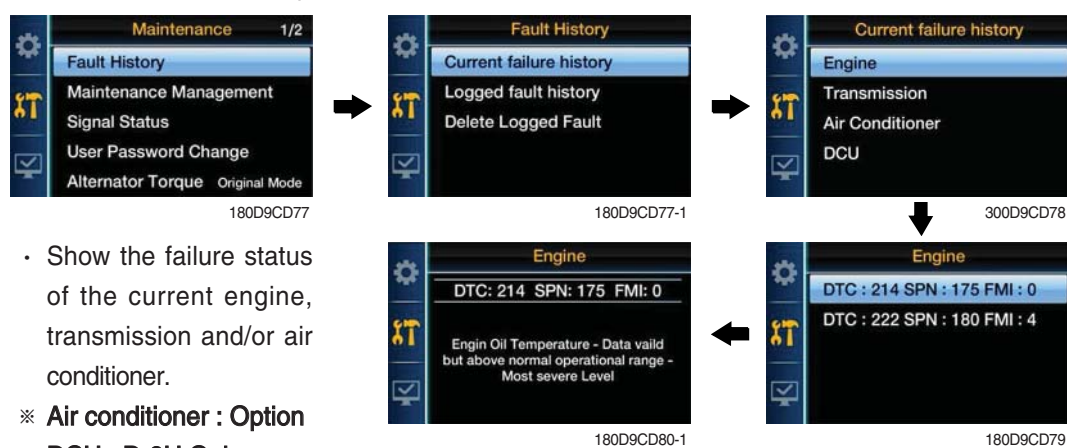 Maintenance 1/2
Fault History
Maintenance Management
Signal Status
User Password Change
Alternator Torque Original Mode
180D9CD77
Fault History
Current failure history
Logged fault history
Delete Logged Fault
180D9CD77-1
Current failure history
Engine
Transmission
Air Conditioner
DCU
300D9CD78
· Show the failure status
of the current engine,
transmission and/or air
conditioner.
※ Air conditioner : Option
Engine
DTC : 214 SPN : 175 FMI : 0
DTC : 222 SPN : 180 FMI : 4
180D9CD79
Engine
DTC: 214 SPN: 175 FMI: 0
Engin Oil Temperature - Data vaild
but above normal operational range -
Most severe Level
180D9CD80-1